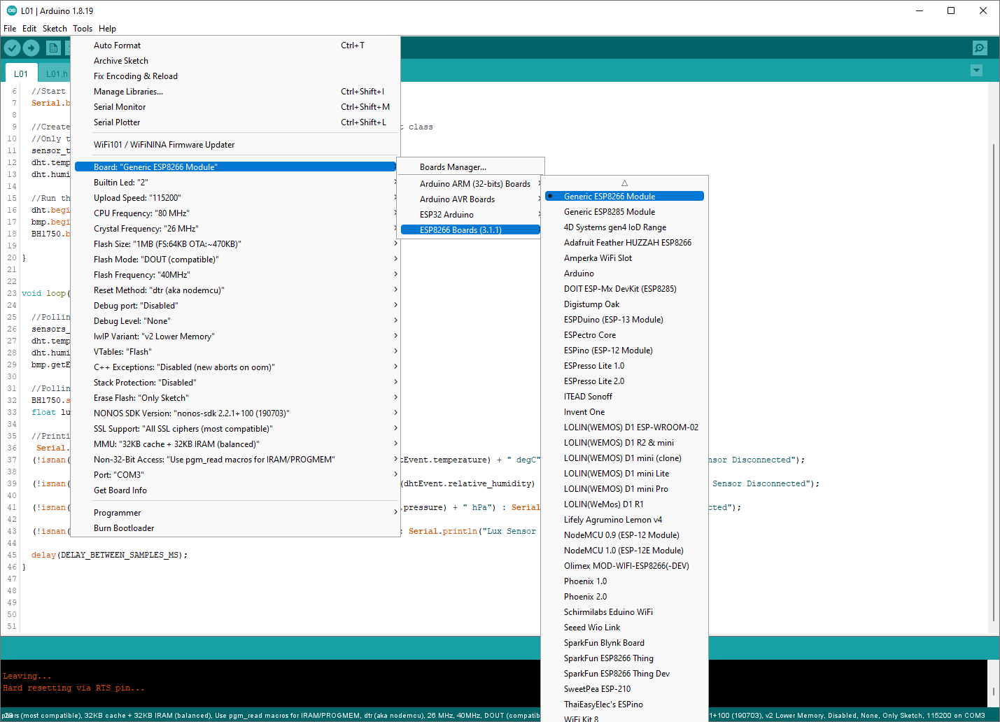 L01 | Arduino 1.8.19
File Edit Sketch Tools Help
L01 L01.h
Auto Format Ctrl+T
Archive Sketch
Fix Encoding & Reload
Manage Libraries... Ctrl+Shift+I
Serial Monitor Ctrl+Shift+M
Serial Plotter Ctrl+Shift+L
WiFi101 / WiFiNINA Firmware Updater
Board: "Generic ESP8266 Module"
Builtin Led: "2"
Upload Speed: "115200"
CPU Frequency: "80 MHz"
Crystal Frequency: "26 MHz"
Flash Size: "1MB (FS:64KB OTA:~470KB)"
Flash Mode: "DOUT (compatible)"
Flash Frequency: "40MHz"
Reset Method: "dtr (aka nodemcu)"
Debug port: "Disabled"
Debug Level: "None"
lwIP Variant: "v2 Lower Memory"
VTables: "Flash"
C++ Exceptions: "Disabled (new aborts on oom)"
Stack Protection: "Disabled"
Erase Flash: "Only Sketch"
NONOS SDK Version: "nonos-sdk 2.2.1+100 (190703)"
SSL Support: "All SSL ciphers (most compatible)"
MMU: "32KB cache + 32KB IRAM (balanced)"
Non-32-Bit Access: "Use pgm_read macros for IRAM/PROGMEM"
Port: "COM3"
Get Board Info
Programmer
Burn Bootloader
Boards Manager...
Arduino ARM (32-bits) Boards
Arduino AVR Boards
ESP32 Arduino
ESP8266 Boards (3.1.1)
Generic ESP8266 Module
Generic ESP8285 Module
4D Systems gen4 IoD Range
Adafruit Feather HUZZAH ESP8266
Amperka WiFi Slot
Arduino
DOIT ESP-Mx DevKit (ESP8285)
Digistump Oak
ESPDuino (ESP-13 Module)
ESPectro Core
ESPino (ESP-12 Module)
ESPresso Lite 1.0
ESPresso Lite 2.0
ITEAD Sonoff
Invent One
LOLIN(WEMOS) D1 ESP-WROOM-02
LOLIN(WEMOS) D1 R2 & mini
LOLIN(WEMOS) D1 mini (clone)
LOLIN(WEMOS) D1 mini Lite
LOLIN(WEMOS) D1 mini Pro
LOLIN(WeMos) D1 R1
Lifely Agrumino Lemon v4
NodeMCU 0.9 (ESP-12 Module)
NodeMCU 1.0 (ESP-12E Module)
Olimex MOD-WIFI-ESP8266(-DEV)
Phoenix 1.0
Phoenix 2.0
Schirmilabs Eduino WiFi
Seeed Wio Link
SparkFun Blynk Board
SparkFun ESP8266 Thing
SparkFun ESP8266 Thing Dev
SweetPea ESP-210
ThaiEasyElec's ESPino
WiFi Kit 8
6 //Start
7 Serial.b
8
9 //Create t class
10 //Only t
11 sensor_t
12 dht.temp
13 dht.humi
14
15 //Run th
16 dht.begi
17 bmp.begi
18 BH1750.b
19
20 }
21
22
23 void loop(
24
25 //Pollin
26 sensors_
27 dht.temp
28 dht.humi
29 bmp.getE
30
31 //Pollin
32 BH1750.s
33 float lu
34
35 //Printi
36 Serial.
37 (!isnan( tEvent.temperature) + " degC" nsor Disconnected");
38
39 (!isnan( (dhtEvent.relative_humidity) Sensor Disconnected");
40
41 (!isnan( .pressure) + " hPa") : Serial cted");
42
43 (!isnan( : Serial.println("Lux Sensor
44
45 delay(DELAY_BETWEEN_SAMPLES_MS);
46 }
47
48
49
50
51
Leaving...
Hard resetting via RTS pin...
(most compatible), 32KB cache + 32KB IRAM (balanced), Use pgm_read macros for IRAM/PROGMEM, dtr (aka nodemcu), 26 MHz, 40MHz, DOUT (compatib 1+100 (190703), v2 Lower Memory, Disabled, None, Only Sketch, 115200 on COM3